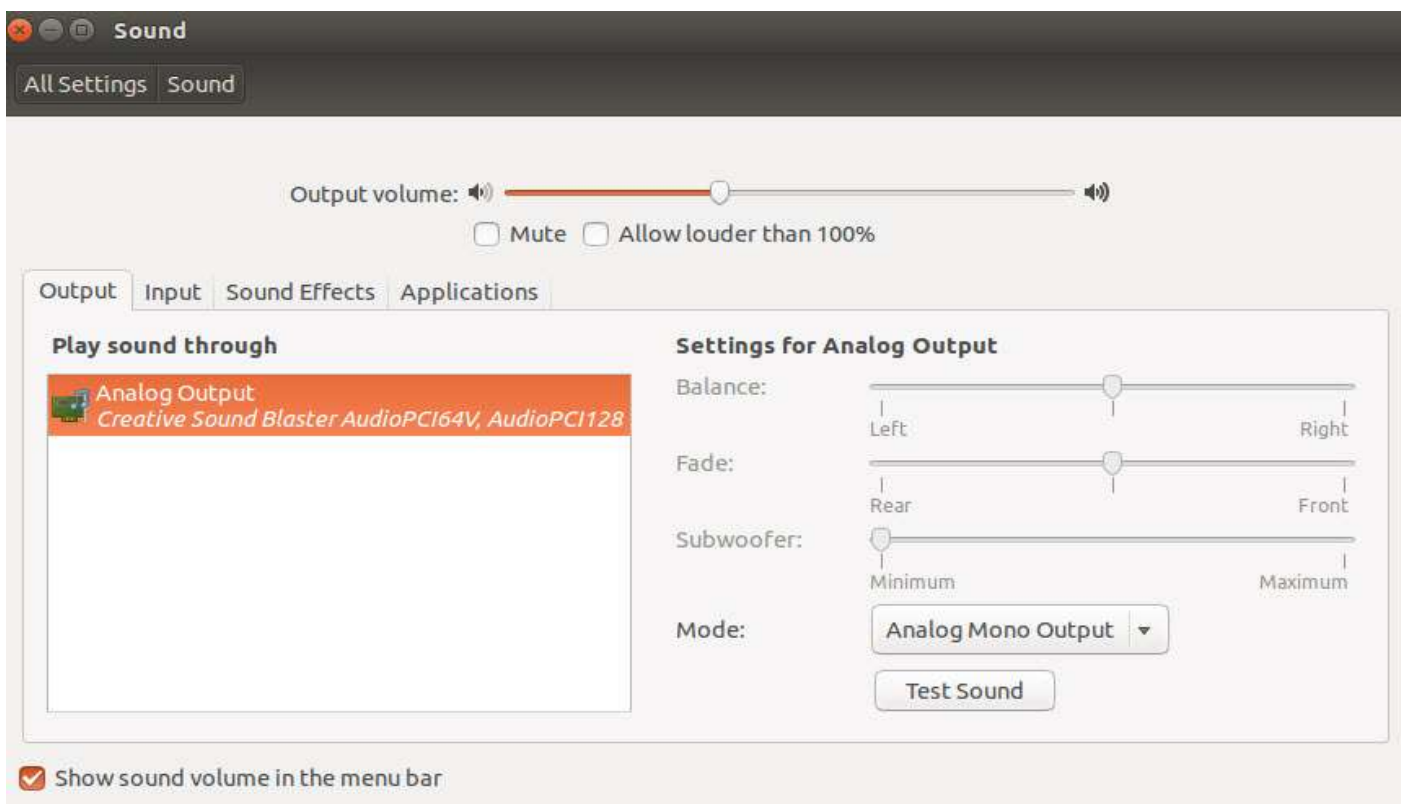 Sound
All Settings Sound
Output volume:
Mute Allow louder than 100%
Output Input Sound Effects Applications
Play sound through
Analog Output
Creative Sound Blaster AudioPCI64V, AudioPCI128
Settings for Analog Output
Balance:
Left Right
Fade:
Rear Front
Subwoofer:
Minimum Maximum
Mode: Analog Mono Output
Test Sound
Show sound volume in the menu bar